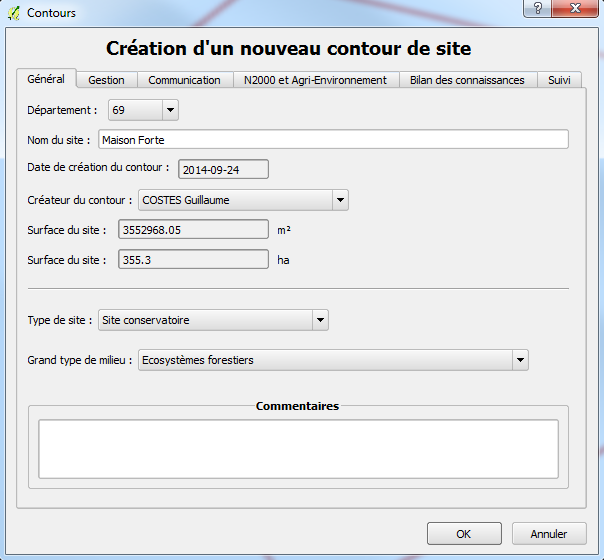 Contours
?
Création d'un nouveau contour de site
Général Gestion Communication N2000 et Agri-Environnement Bilan des connaissances Suivi
Département : 69
Nom du site : Maison Forte
Date de création du contour : 2014-09-24
Créateur du contour : COSTES Guillaume
Surface du site : 3552968.05 m²
Surface du site : 355.3 ha
Type de site : Site conservatoire
Grand type de milieu : Ecosystèmes forestiers
Commentaires
OK Annuler